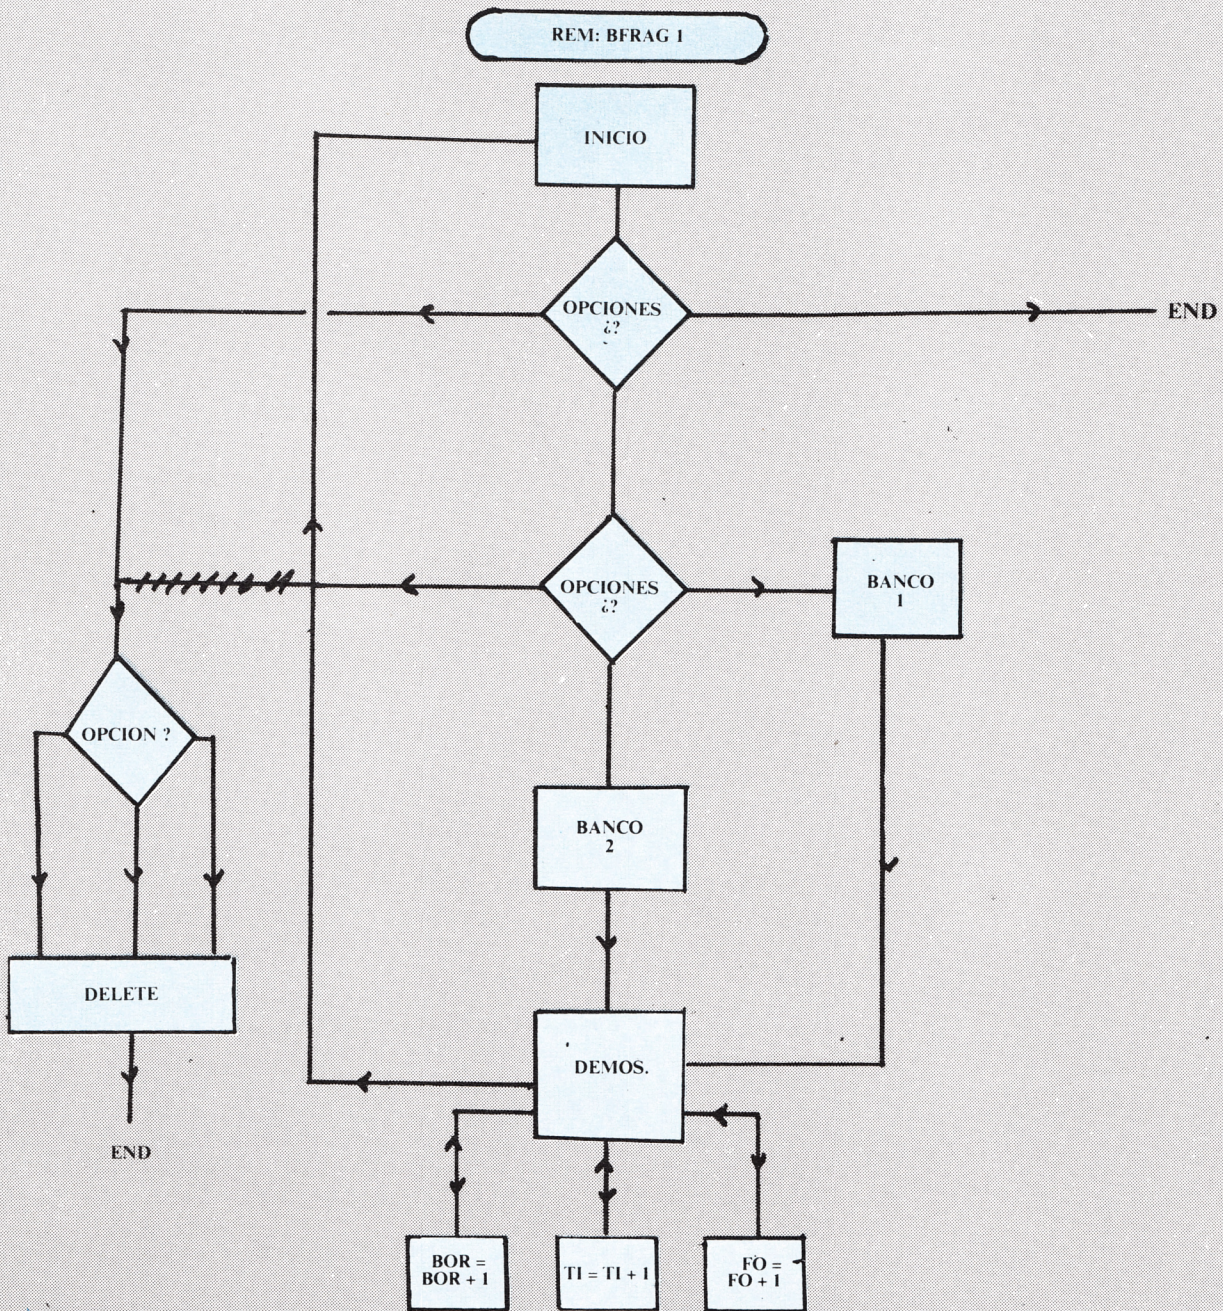 REM: BFRAG 1
INICIO
OPCIONES
¿?
END
OPCIONES
¿?
BANCO
1
OPCION ?
BANCO
2
DELETE
DEMOS.
END
BOR =
BOR + 1
TI = TI + 1
FO =
FO + 1